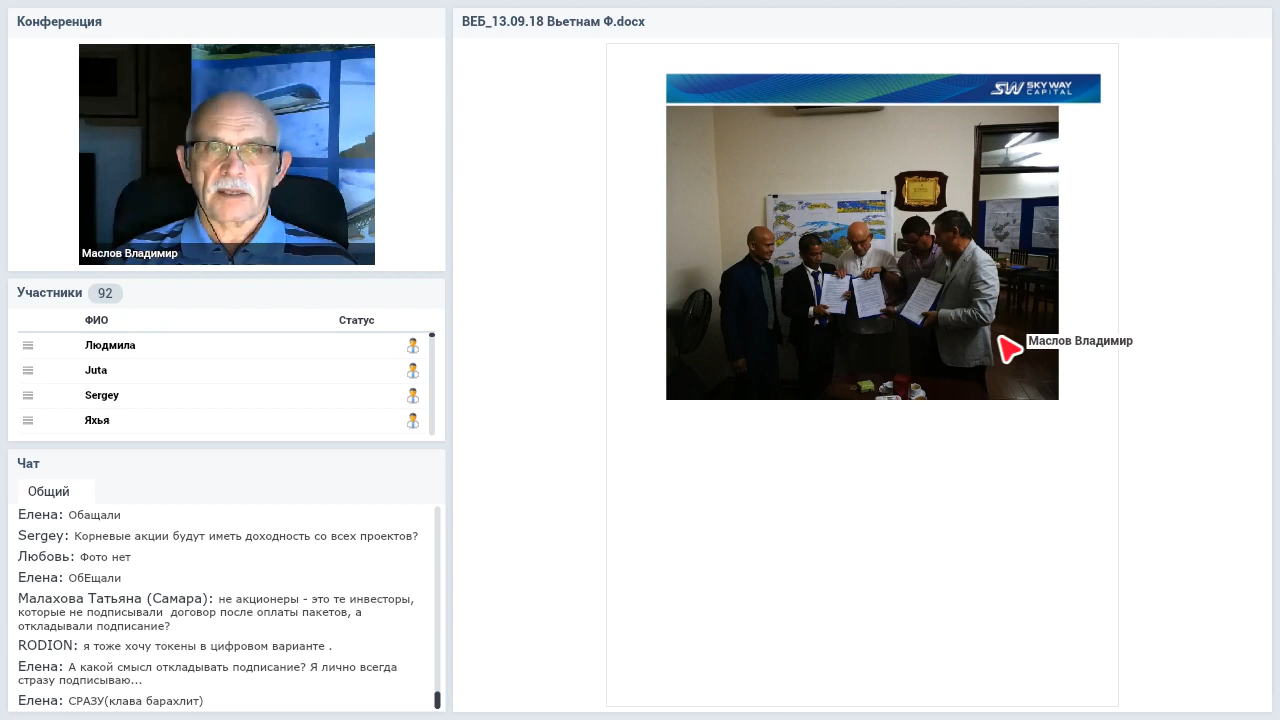 Конференция
Маслов Владимир
Участники 92
ФИО Статус
Людмила
Juta
Sergey
Яхья
Чат
Общий
Елена: Обащали
Sergey: Корневые акции будут иметь доходность со всех проектов?
Любовь: Фото нет
Елена: ОбЕщали
Малахова Татьяна (Самара): не акционеры - это те инвесторы,
которые не подписывали договор после оплаты пакетов, а
откладывали подписание?
RODION: я тоже хочу токены в цифровом варианте .
Елена: А какой смысл откладывать подписание? Я лично всегда
стразу подписываю...
Елена: СРАЗУ(клава барахлит)
ВЕБ_13.09.18 Вьетнам Ф.docx
SW SKY WAY
CAPITAL
Маслов Владимир